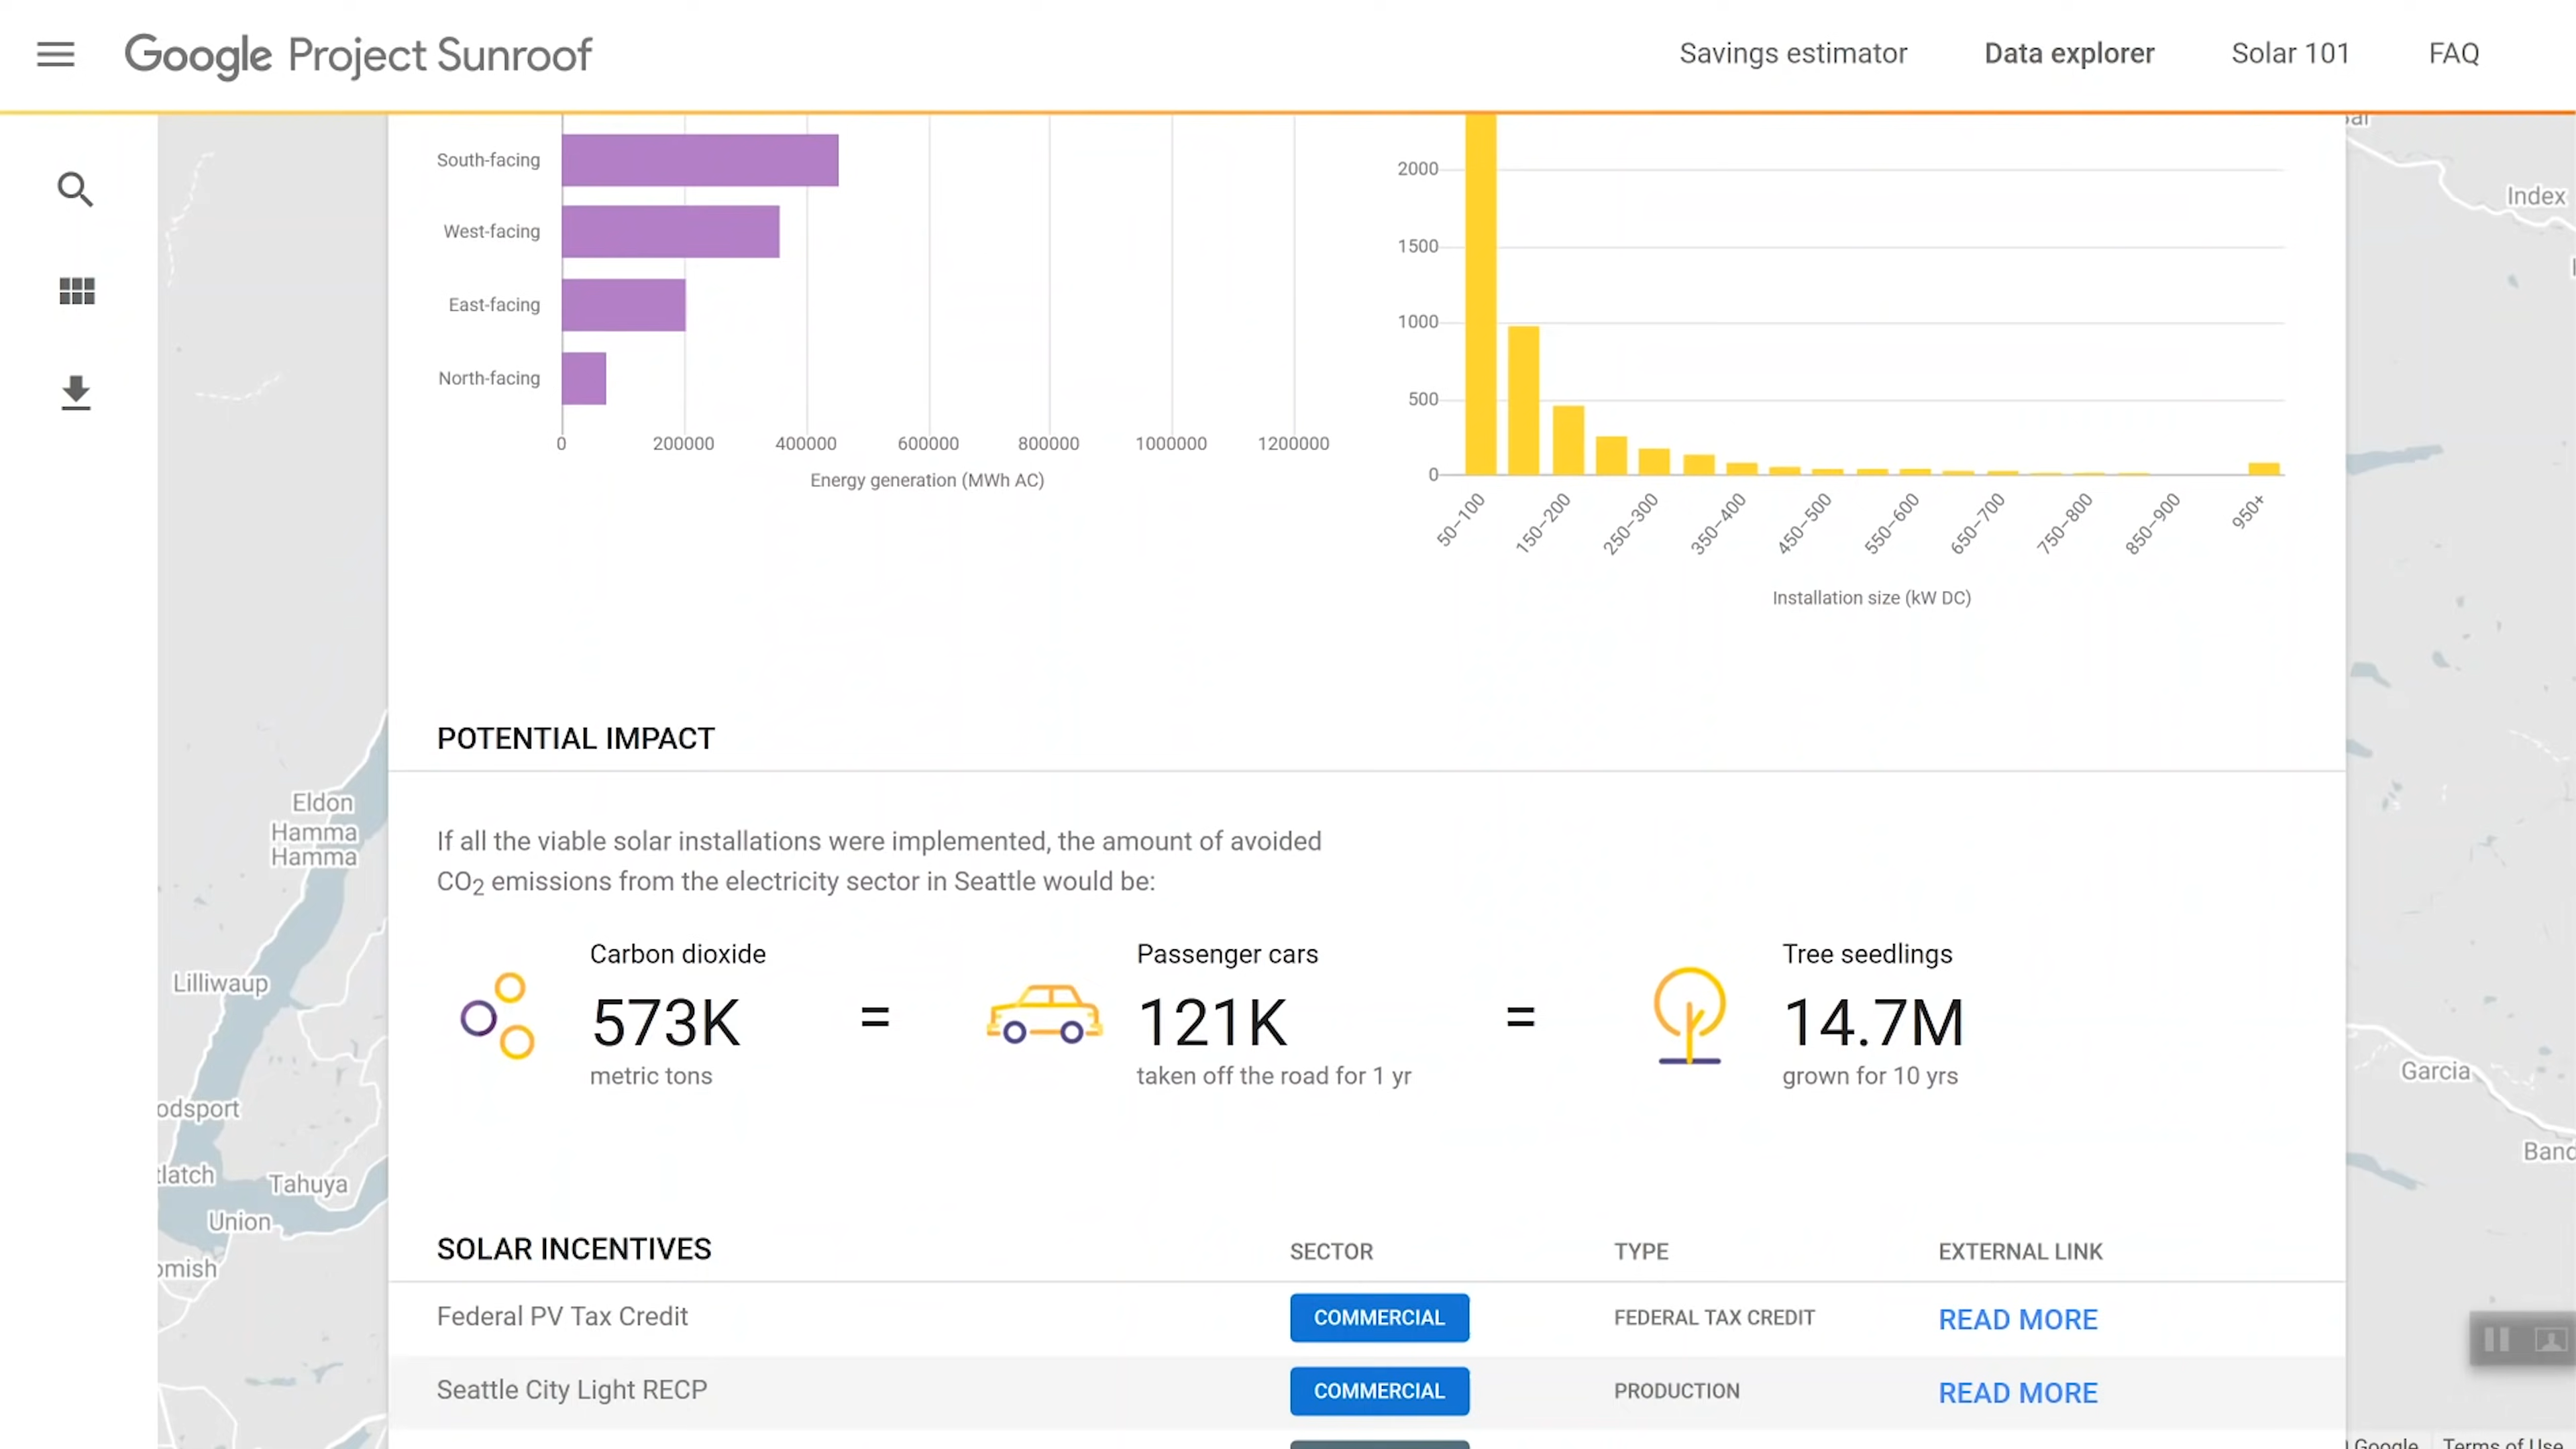 Google Project Sunroof
Savings estimator
Data explorer
Solar 101
FAQ
South-facing
West-facing
East-facing
North-facing
0
200000
400000
600000
800000
1000000
1200000
Energy generation (MWh AC)
2000
1500
1000
500
0
50–100
150–200
250–300
350–400
450–500
550–600
650–700
750–800
850–900
950+
Installation size (kW DC)
Index
POTENTIAL IMPACT
If all the viable solar installations were implemented, the amount of avoided
CO2 emissions from the electricity sector in Seattle would be:
Carbon dioxide
573K
metric tons
=
Passenger cars
121K
taken off the road for 1 yr
=
Tree seedlings
14.7M
grown for 10 yrs
Eldon
Hamma
Hamma
Lilliwaup
odsport
tlatch
Tahuya
Union
omish
Garcia
Band
SOLAR INCENTIVES
SECTOR
TYPE
EXTERNAL LINK
Federal PV Tax Credit
COMMERCIAL
FEDERAL TAX CREDIT
READ MORE
Seattle City Light RECP
COMMERCIAL
PRODUCTION
READ MORE
Google
Terms of Use